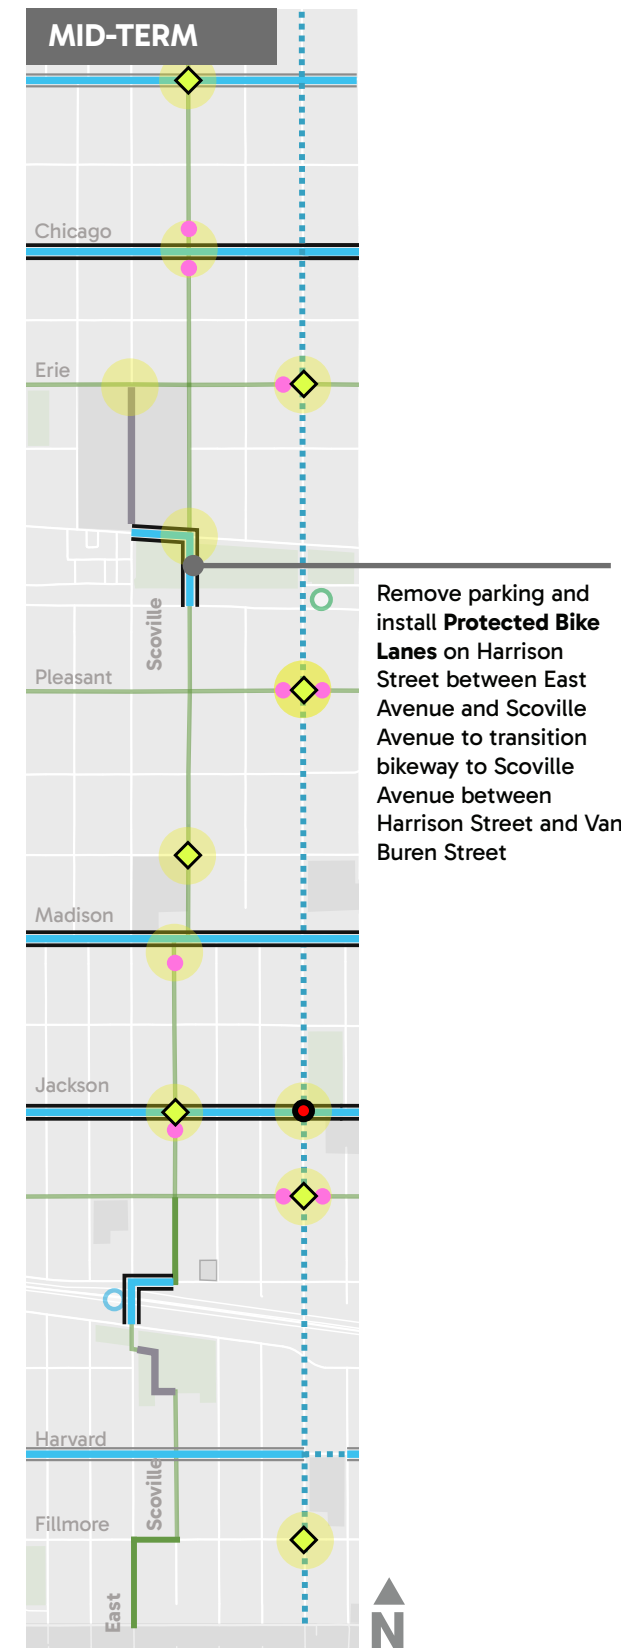 MID-TERM
Chicago
Erie
Scoville
Remove parking and
install Protected Bike
Lanes on Harrison
Street between East
Avenue and Scoville
Avenue to transition
bikeway to Scoville
Avenue between
Harrison Street and Van
Buren Street
Pleasant
Madison
Jackson
Harvard
Scoville
Fillmore
East
N